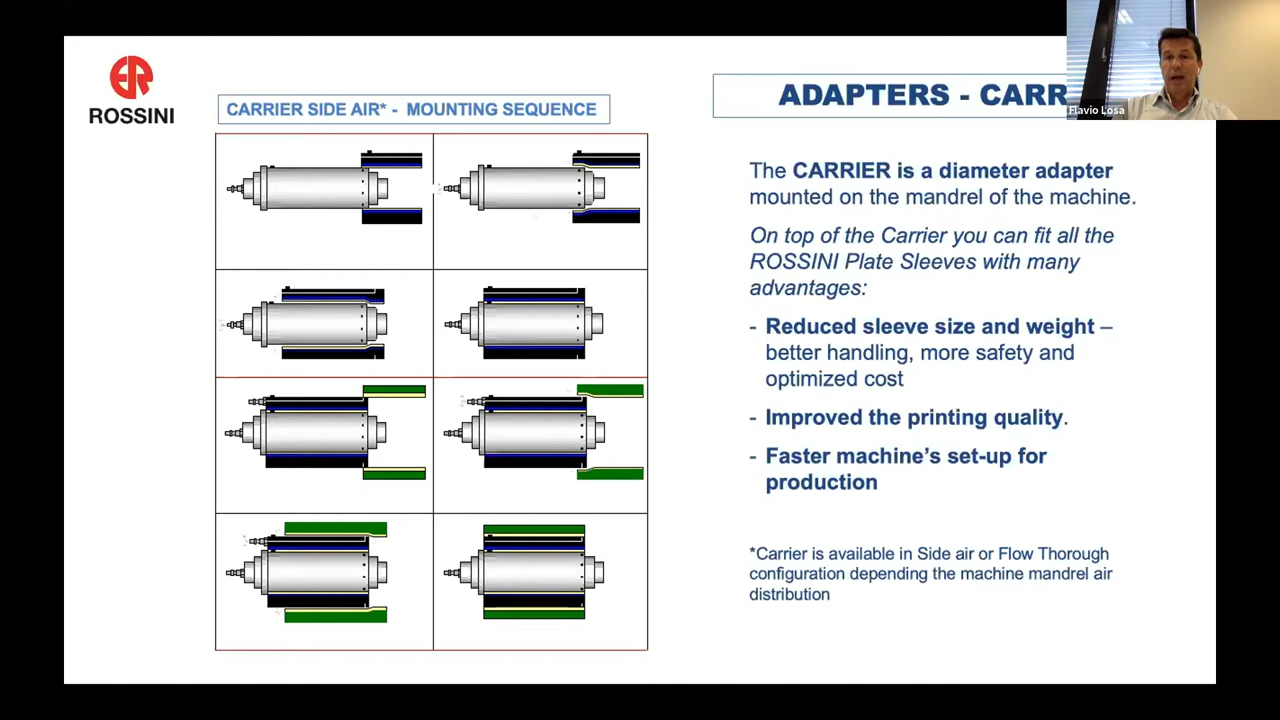 ROSSINI
CARRIER SIDE AIR* - MOUNTING SEQUENCE
ADAPTERS - CARR
Flavio Losa
The CARRIER is a diameter adapter
mounted on the mandrel of the machine.
On top of the Carrier you can fit all the
ROSSINI Plate Sleeves with many
advantages:
- Reduced sleeve size and weight –
better handling, more safety and
optimized cost
- Improved the printing quality.
- Faster machine's set-up for
production
*Carrier is available in Side air or Flow Thorough
configuration depending the machine mandrel air
distribution